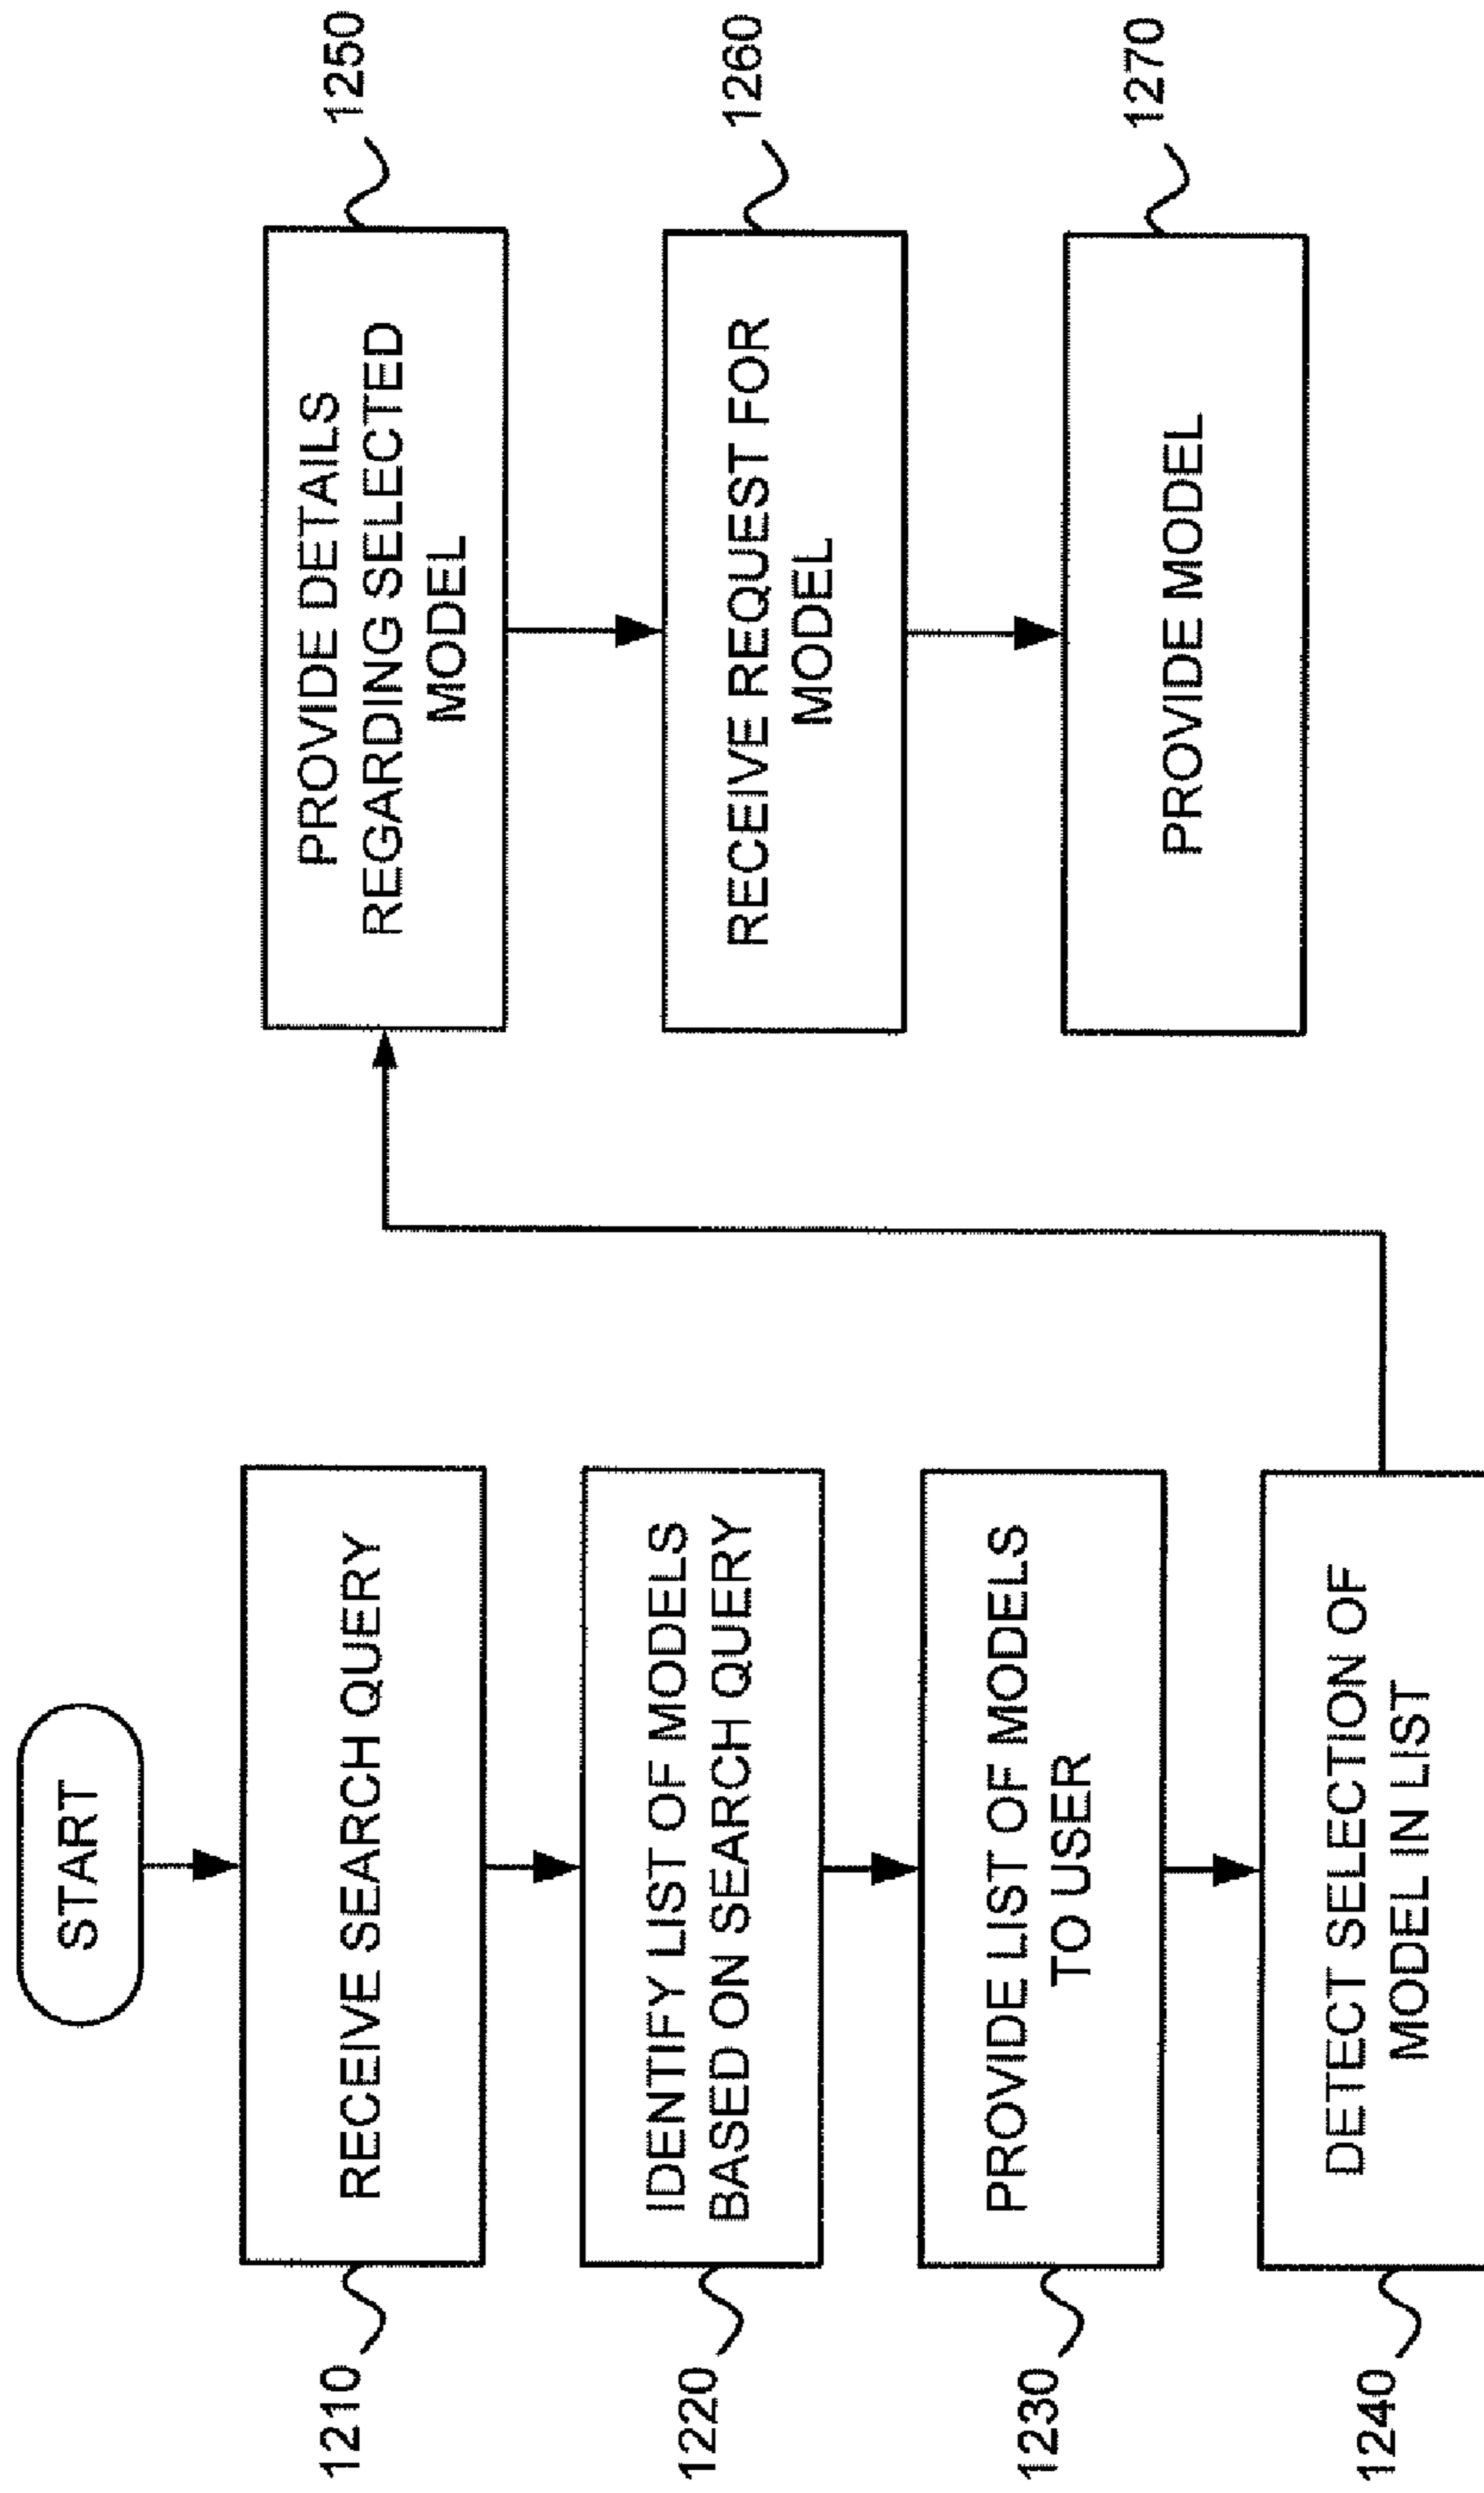 START
1210
RECEIVE SEARCH QUERY
1220
IDENTIFY LIST OF MODELS
BASED ON SEARCH QUERY
1230
PROVIDE LIST OF MODELS
TO USER
1240
DETECT SELECTION OF
MODEL IN LIST
1250
PROVIDE DETAILS
REGARDING SELECTED
MODEL
1260
RECEIVE REQUEST FOR
MODEL
1270
PROVIDE MODEL